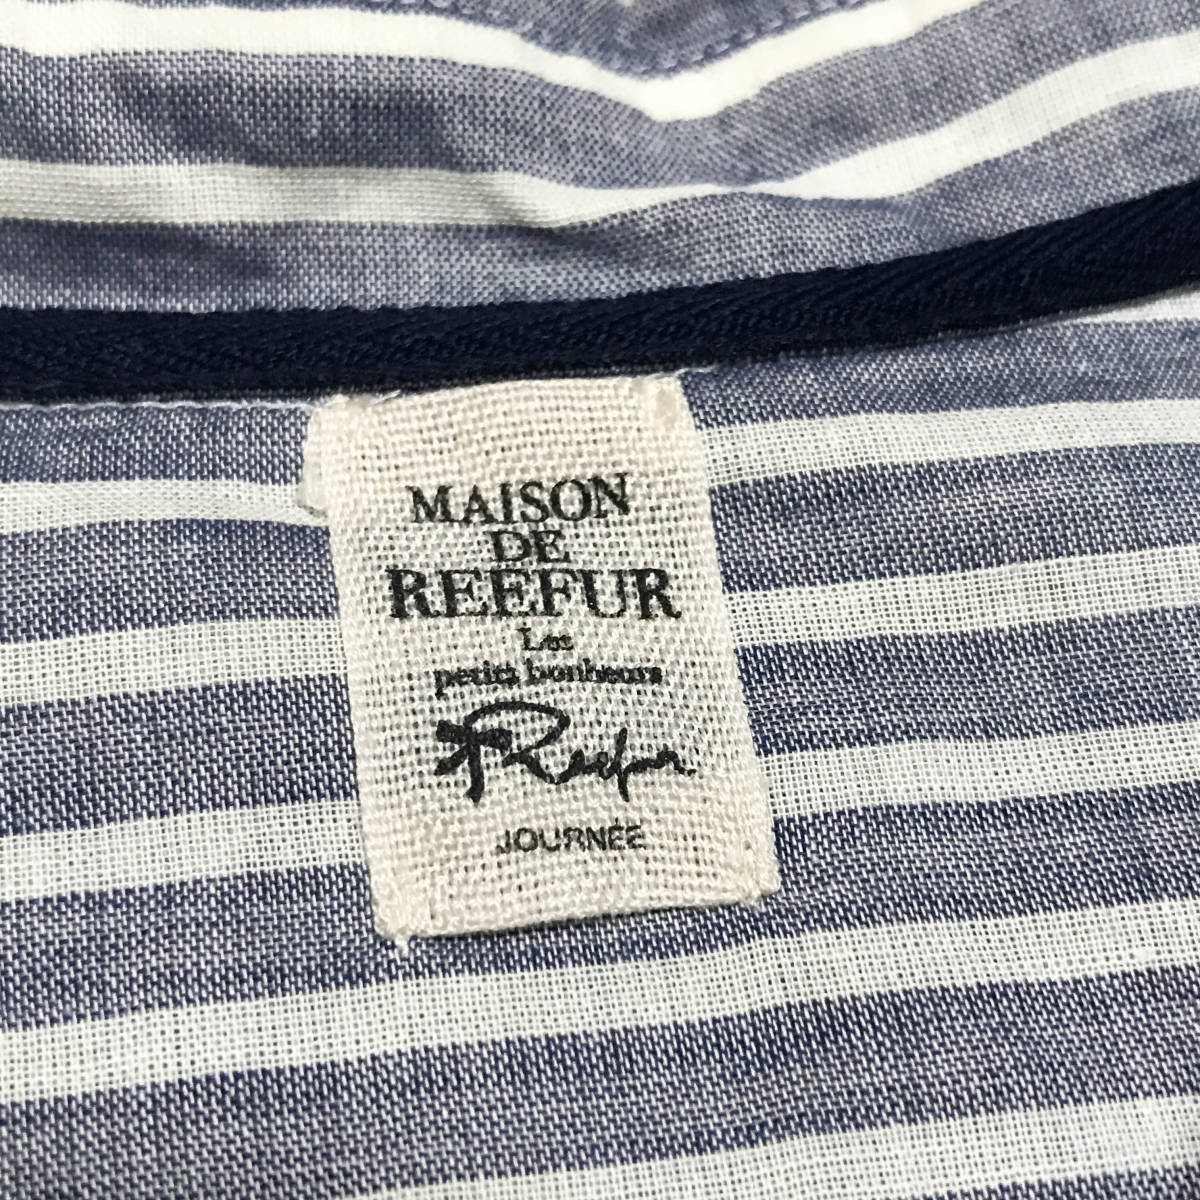 MAISON
DE
REEFUR
Les
petits bonheurs
Reefur
JOURNÉE